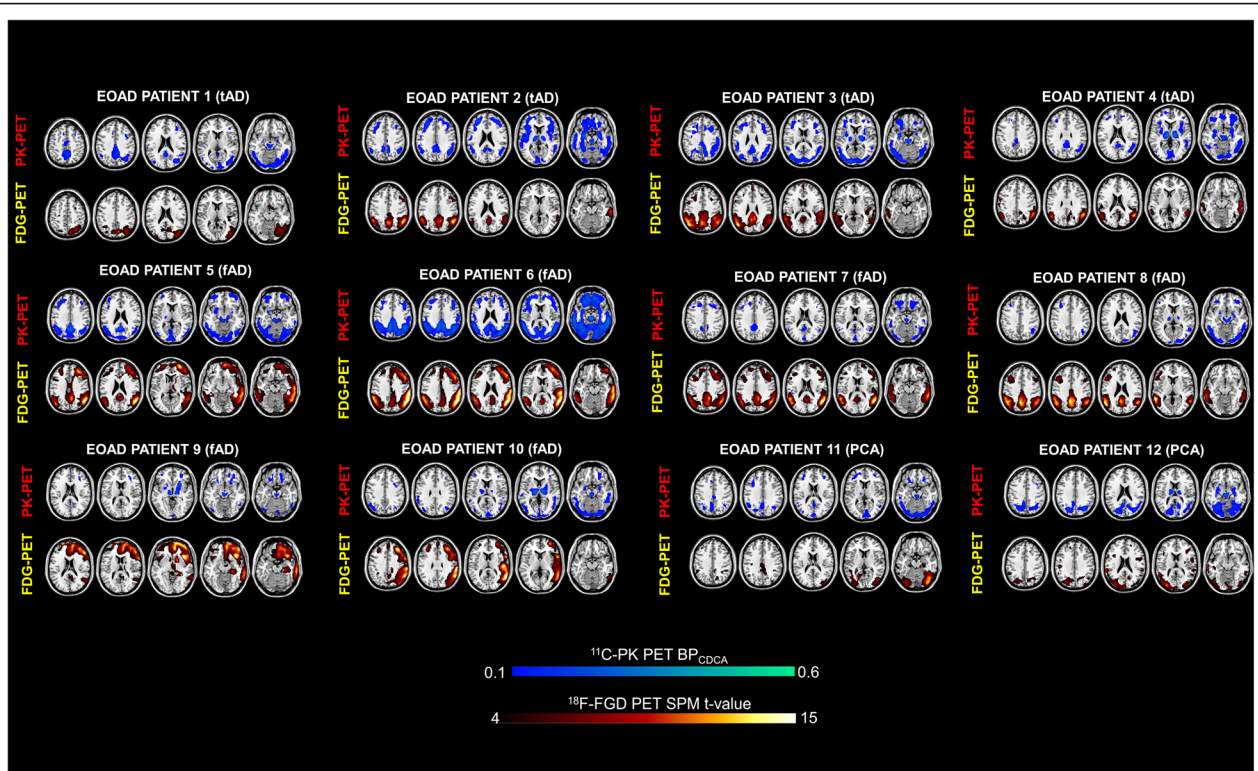 EOAD PATIENT 1 (tAD)
EOAD PATIENT 2 (tAD)
EOAD PATIENT 3 (tAD)
EOAD PATIENT 4 (tAD)
PK-PET
PK-PET
PK-PET
PK-PET
FDG-PET
FDG-PET
FDG-PET
FDG-PET
EOAD PATIENT 5 (fAD)
EOAD PATIENT 6 (fAD)
EOAD PATIENT 7 (fAD)
EOAD PATIENT 8 (fAD)
PK-PET
PK-PET
PK-PET
PK-PET
FDG-PET
FDG-PET
FDG-PET
FDG-PET
EOAD PATIENT 9 (fAD)
EOAD PATIENT 10 (fAD)
EOAD PATIENT 11 (PCA)
EOAD PATIENT 12 (PCA)
PK-PET
PK-PET
PK-PET
PK-PET
FDG-PET
FDG-PET
FDG-PET
FDG-PET
¹¹C-PK PET BP_CDCA
0.1 0.6
¹⁸F-FGD PET SPM t-value
4 15